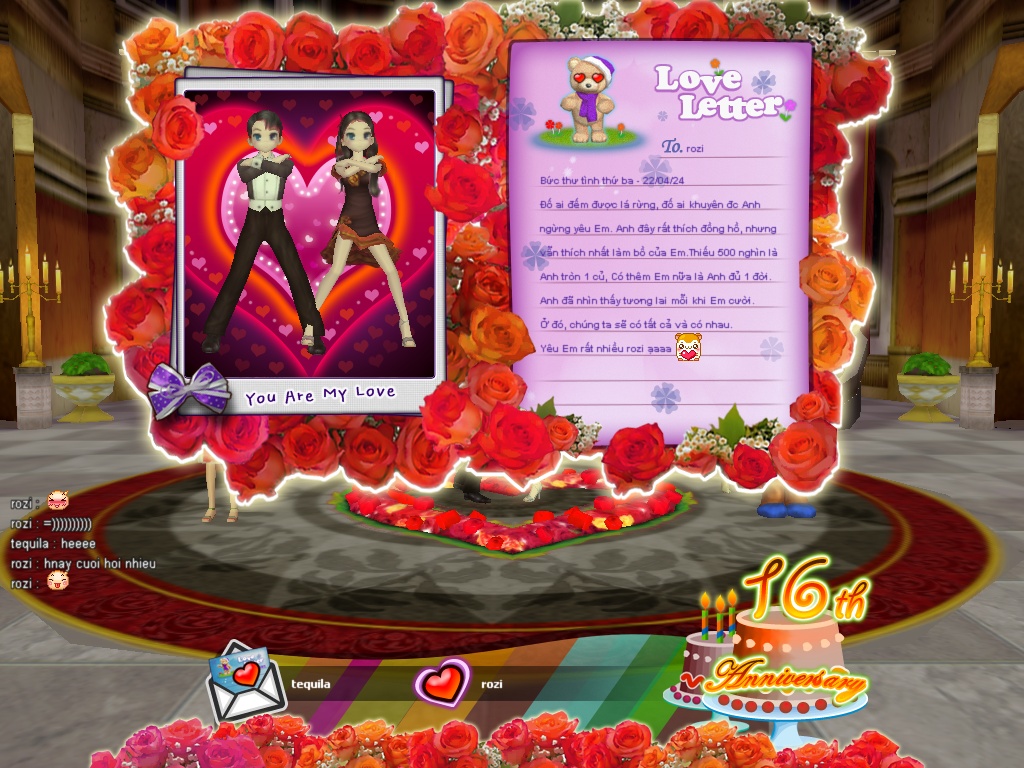 Love
Letter
To. rozi
Bức thư tình thứ ba - 22/04/24
Đố ai đếm được lá rừng, đố ai khuyên đc Anh
ngừng yêu Em. Anh đây rất thích đồng hồ, nhưng
vẫn thích nhất làm bồ của Em.Thiếu 500 nghìn là
Anh tròn 1 củ, Có thêm Em nữa là Anh đủ 1 đời.
Anh đã nhìn thấy tương lai mỗi khi Em cười.
Ở đó, chúng ta sẽ có tất cả và có nhau.
Yêu Em rất nhiều rozi ạaaa
You Are My Love
rozi :
rozi : =))))))))))
tequila : heeee
rozi : hnay cuoi hoi nhieu
rozi :
16th
Anniversary
tequila
rozi